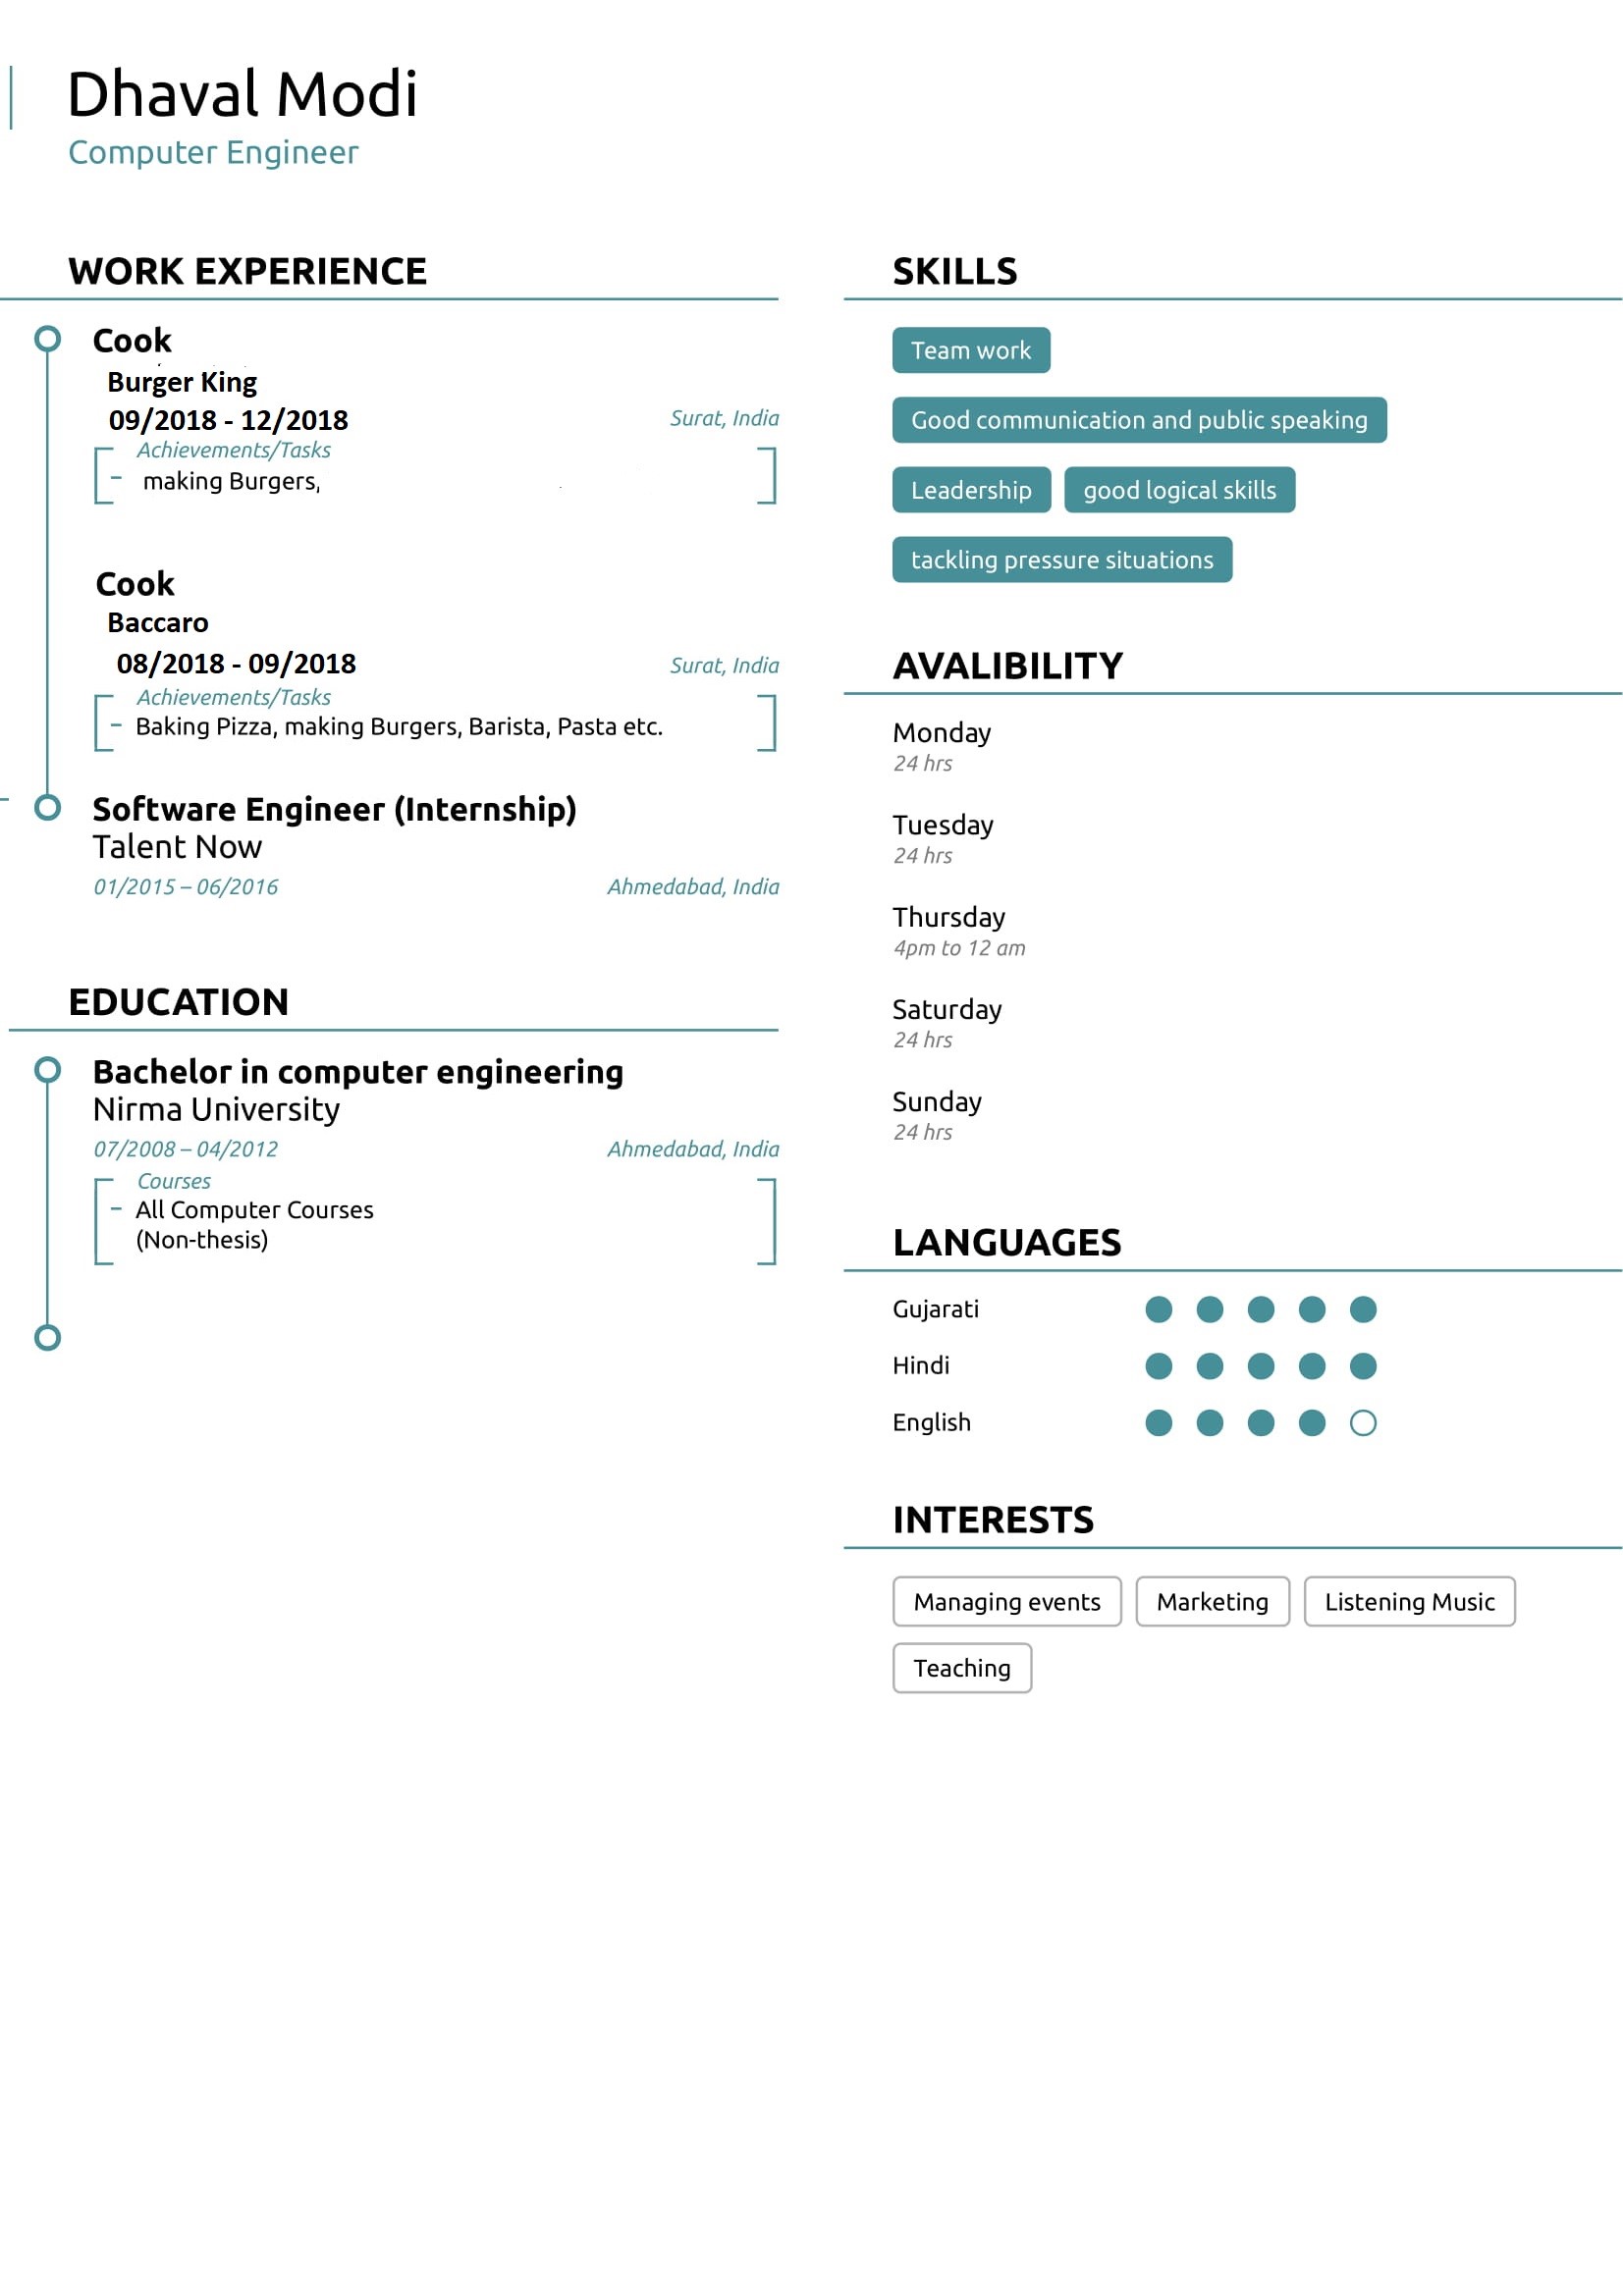 Dhaval Modi
Computer Engineer
WORK EXPERIENCE
Cook
Burger King
09/2018 - 12/2018
Surat, India
Achievements/Tasks
– making Burgers,
Cook
Baccaro
08/2018 - 09/2018
Surat, India
Achievements/Tasks
– Baking Pizza, making Burgers, Barista, Pasta etc.
Software Engineer (Internship)
Talent Now
01/2015 – 06/2016
Ahmedabad, India
EDUCATION
Bachelor in computer engineering
Nirma University
07/2008 – 04/2012
Ahmedabad, India
Courses
– All Computer Courses
(Non-thesis)
SKILLS
Team work
Good communication and public speaking
Leadership
good logical skills
tackling pressure situations
AVALIBILITY
Monday
24 hrs
Tuesday
24 hrs
Thursday
4pm to 12 am
Saturday
24 hrs
Sunday
24 hrs
LANGUAGES
Gujarati
Hindi
English
INTERESTS
Managing events
Marketing
Listening Music
Teaching